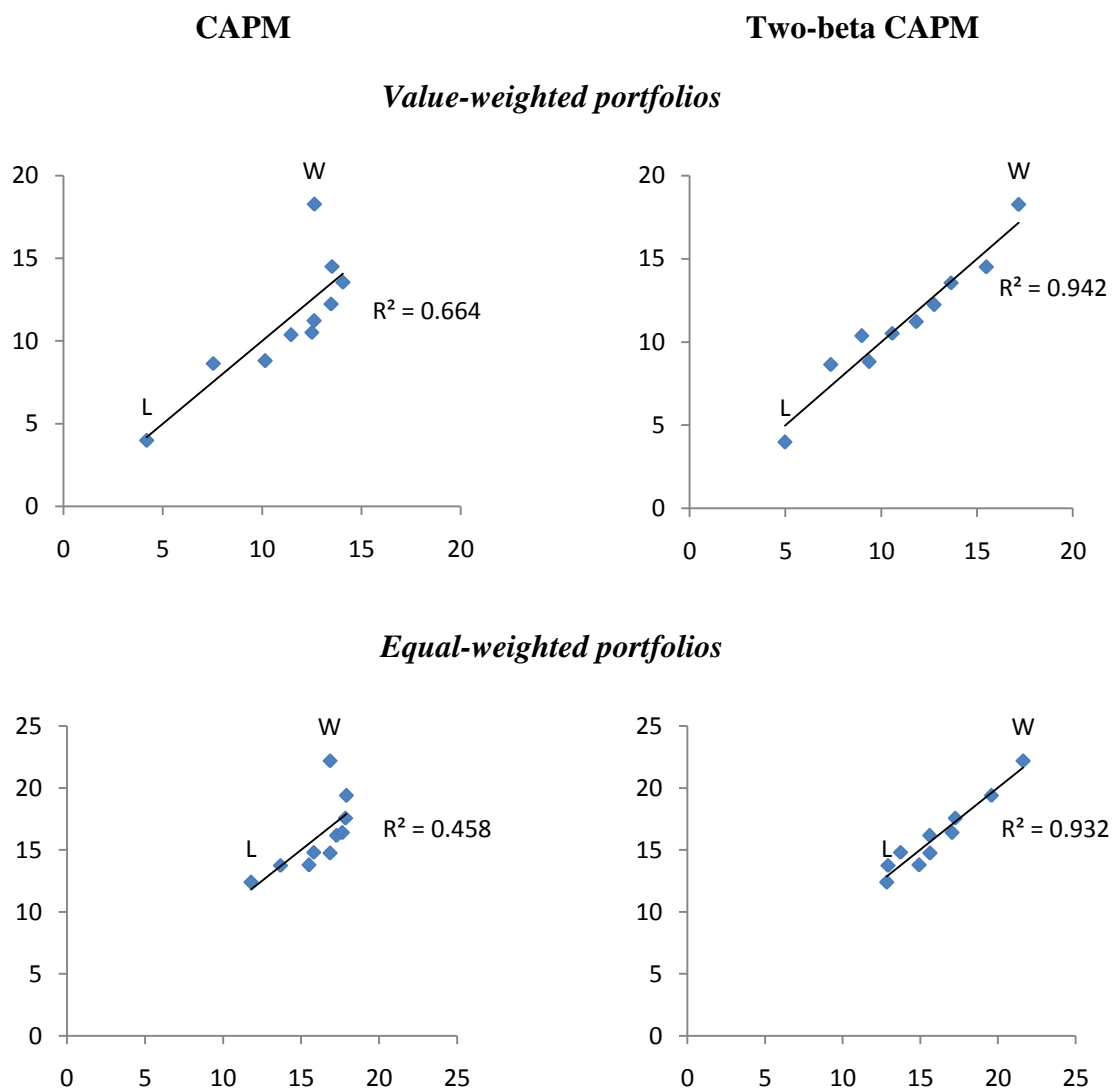 CAPM
Two-beta CAPM
Value-weighted portfolios
W
20
15
10
5
0
R² = 0.664
L
0 5 10 15 20
W
20
15
10
5
0
R² = 0.942
L
0 5 10 15 20
Equal-weighted portfolios
W
25
20
15
10
5
0
R² = 0.458
L
0 5 10 15 20 25
W
25
20
15
10
5
0
R² = 0.932
L
0 5 10 15 20 25